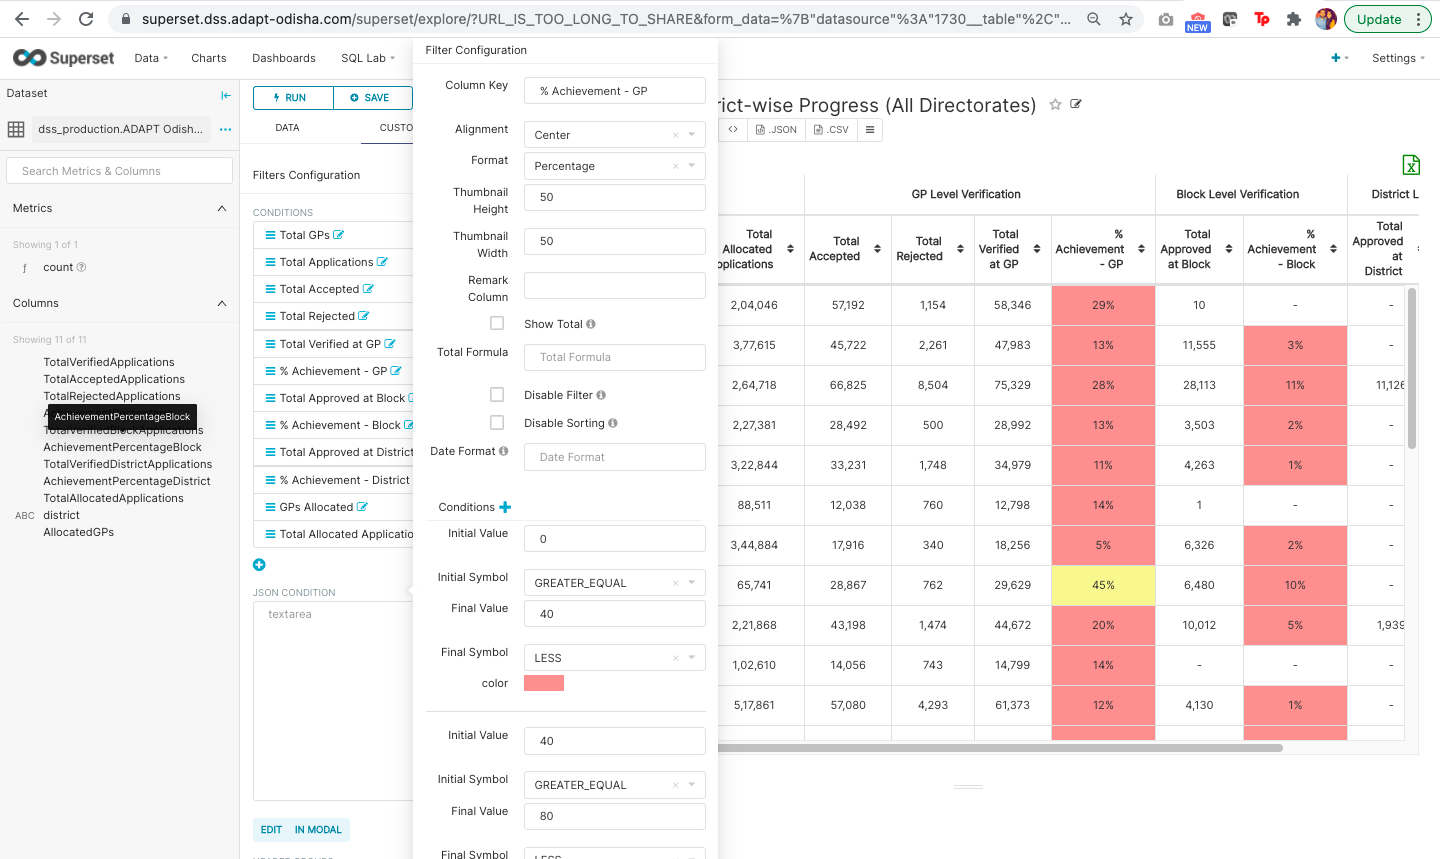 superset.dss.adapt-odisha.com/superset/explore/?URL_IS_TOO_LONG_TO_SHARE&form_data=%7B"datasource"%3A"1730__table"%2C"...
NEW
Tp
Update
Superset
Data
Charts
Dashboards
SQL Lab
Settings
Dataset
dss_production.ADAPT Odish...
Search Metrics & Columns
Metrics
Showing 1 of 1
ƒ count
Columns
Showing 11 of 11
TotalVerifiedApplications
TotalAcceptedApplications
TotalRejectedApplications
AchievementPercentageBlock
TotalVerifiedBlockApplications
AchievementPercentageBlock
TotalVerifiedDistrictApplications
AchievementPercentageDistrict
TotalAllocatedApplications
ABC district
AllocatedGPs
RUN
SAVE
DATA
CUSTO
Filters Configuration
CONDITIONS
Total GPs
Total Applications
Total Accepted
Total Rejected
Total Verified at GP
% Achievement - GP
Total Approved at Block
% Achievement - Block
Total Approved at District
% Achievement - District
GPs Allocated
Total Allocated Applicatio
JSON CONDITION
textarea
EDIT IN MODAL
Filter Configuration
Column Key % Achievement - GP
Alignment Center
Format Percentage
Thumbnail Height 50
Thumbnail Width 50
Remark Column
Show Total
Total Formula Total Formula
Disable Filter
Disable Sorting
Date Format Date Format
Conditions
Initial Value 0
Initial Symbol GREATER_EQUAL
Final Value 40
Final Symbol LESS
color
Initial Value 40
Initial Symbol GREATER_EQUAL
Final Value 80
Final Symbol LESS
rict-wise Progress (All Directorates)
.JSON
.CSV
GP Level Verification Block Level Verification District L
Total Allocated pplications
Total Accepted
Total Rejected
Total Verified at GP
% Achievement - GP
Total Approved at Block
% Achievement - Block
Total Approved at District
2,04,046 57,192 1,154 58,346 29% 10 - -
3,77,615 45,722 2,261 47,983 13% 11,555 3% -
2,64,718 66,825 8,504 75,329 28% 28,113 11% 11,126
2,27,381 28,492 500 28,992 13% 3,503 2% -
3,22,844 33,231 1,748 34,979 11% 4,263 1% -
88,511 12,038 760 12,798 14% 1 - -
3,44,884 17,916 340 18,256 5% 6,326 2% -
65,741 28,867 762 29,629 45% 6,480 10% -
2,21,868 43,198 1,474 44,672 20% 10,012 5% 1,939
1,02,610 14,056 743 14,799 14% - - -
5,17,861 57,080 4,293 61,373 12% 4,130 1% -